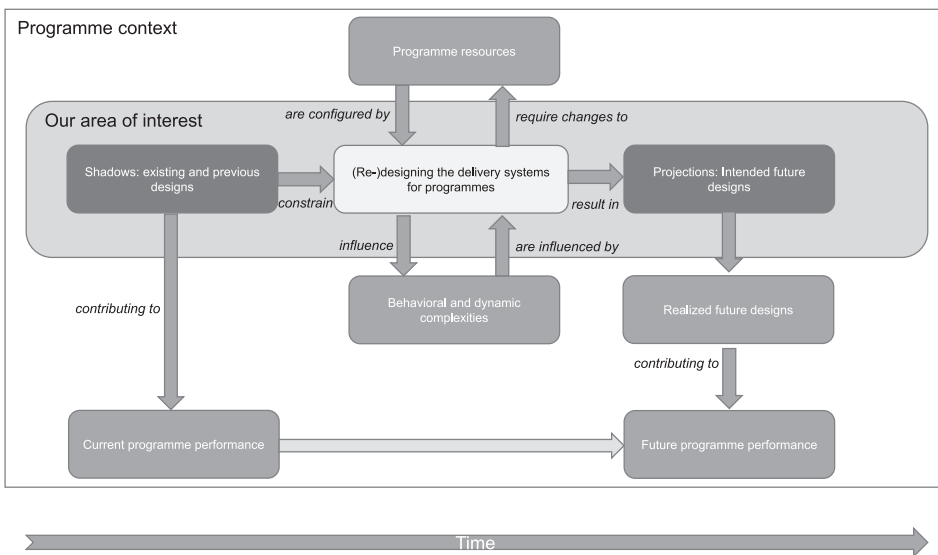 Programme context
Programme resources
are configured by
require changes to
Our area of interest
Shadows: existing and previous
designs
constrain
(Re-)designing the delivery systems
for programmes
result in
Projections: Intended future
designs
influence
are influenced by
contributing to
Behavioral and dynamic
complexities
Realized future designs
contributing to
Current programme performance
Future programme performance
Time